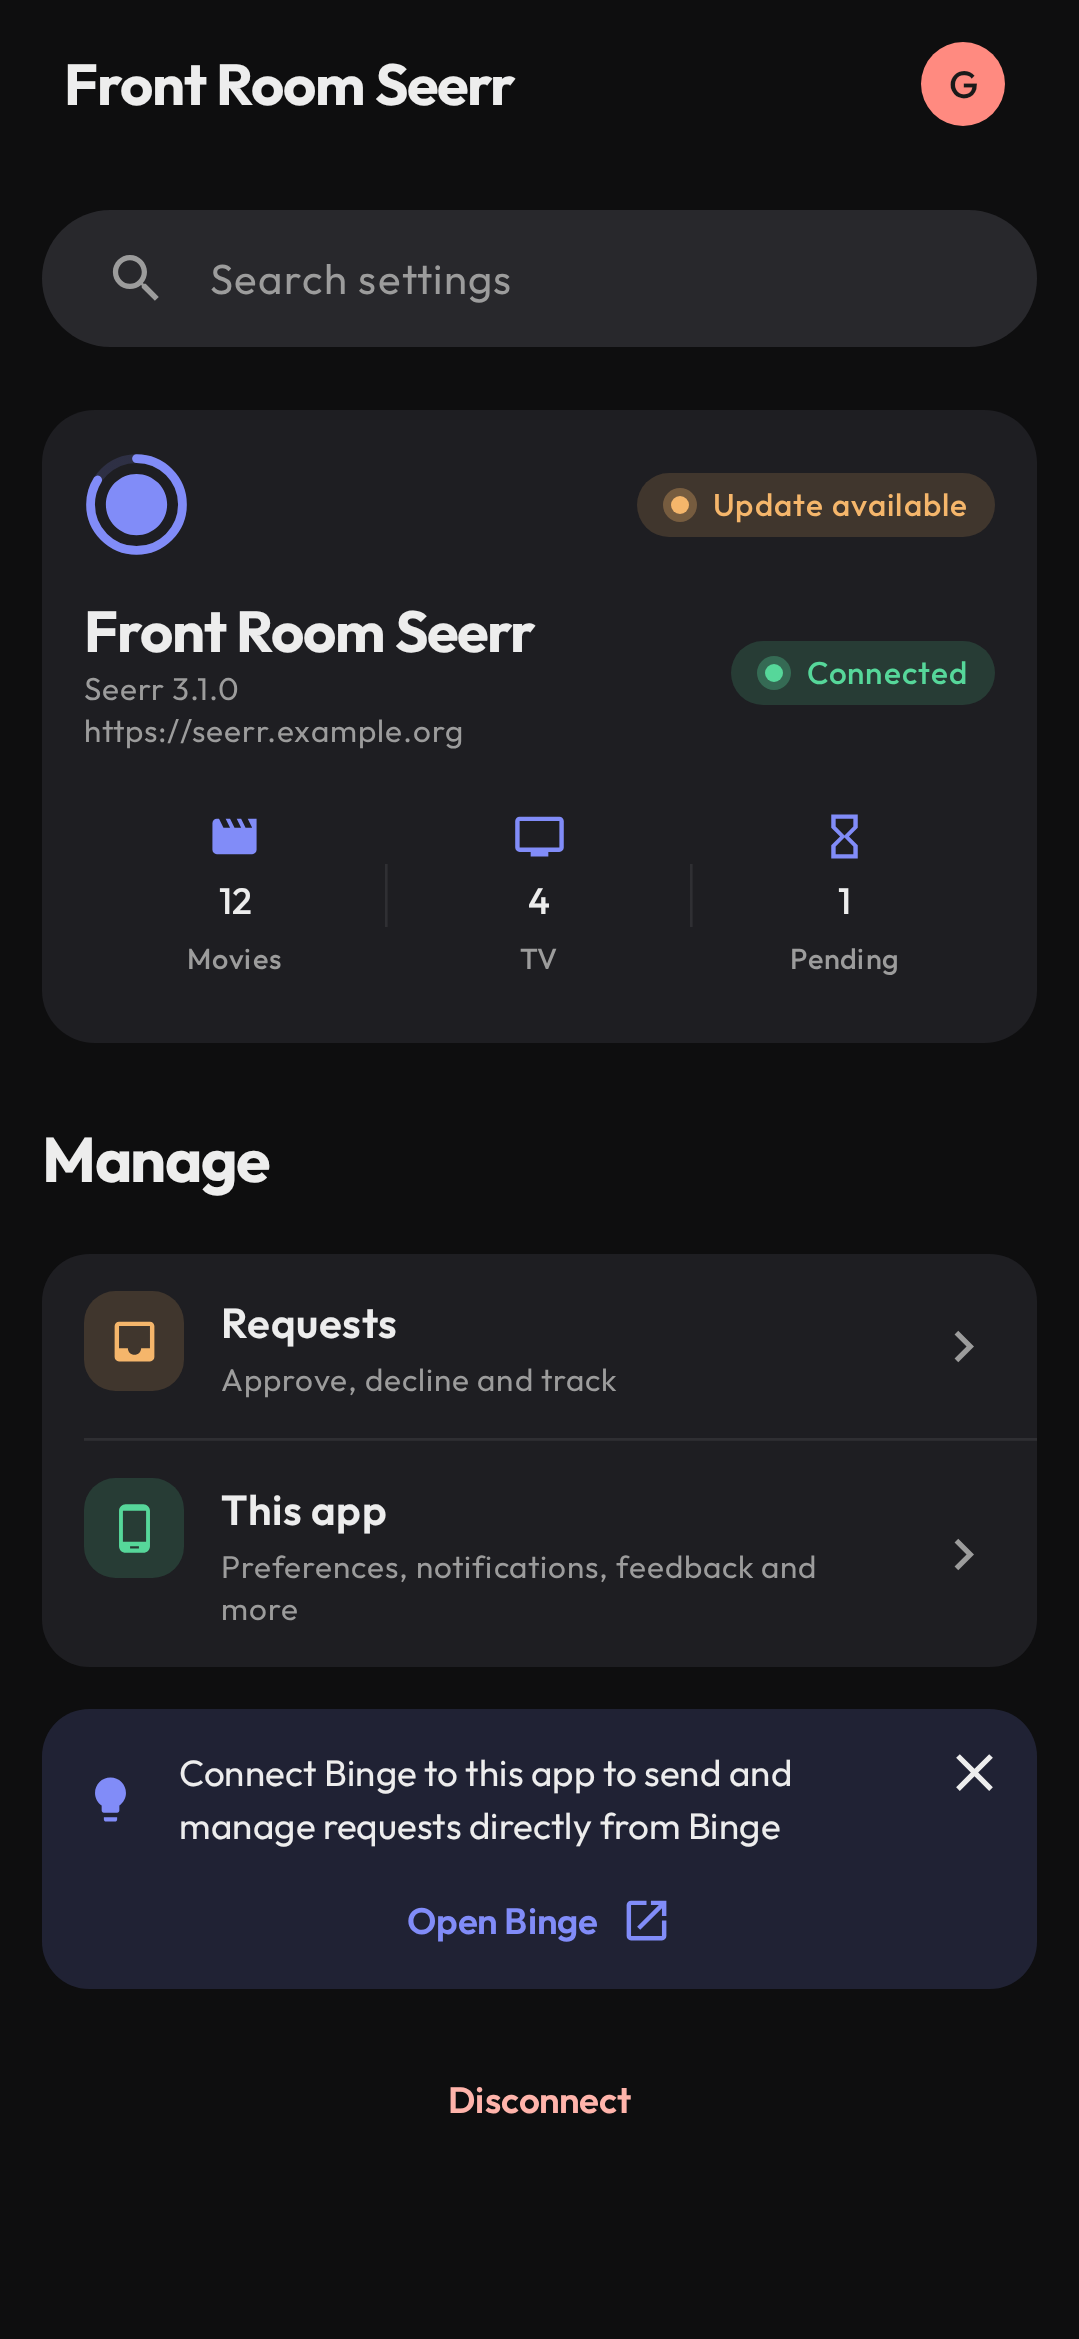 Front Room Seerr
G
Search settings
Update available
Front Room Seerr
Seerr 3.1.0
https://seerr.example.org
Connected
12
Movies
4
TV
1
Pending
Manage
Requests
Approve, decline and track
This app
Preferences, notifications, feedback and
more
Connect Binge to this app to send and
manage requests directly from Binge
Open Binge
Disconnect